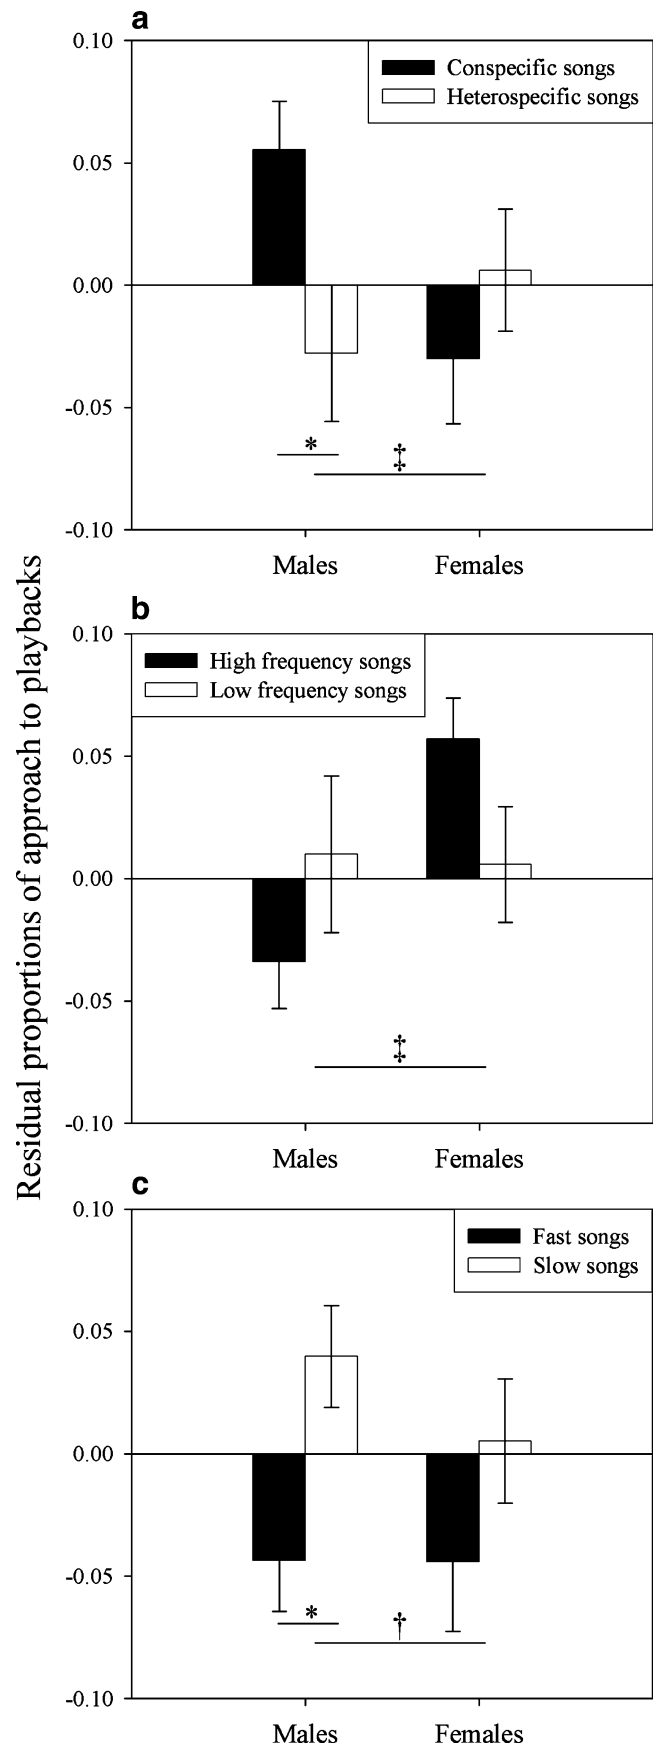 Residual proportions of approach to playbacks
a
0.10
0.05
0.00
-0.05
-0.10
Conspecific songs
Heterospecific songs
*
‡
Males
Females
b
0.10
0.05
0.00
-0.05
-0.10
High frequency songs
Low frequency songs
‡
Males
Females
c
0.10
0.05
0.00
-0.05
-0.10
Fast songs
Slow songs
*
†
Males
Females